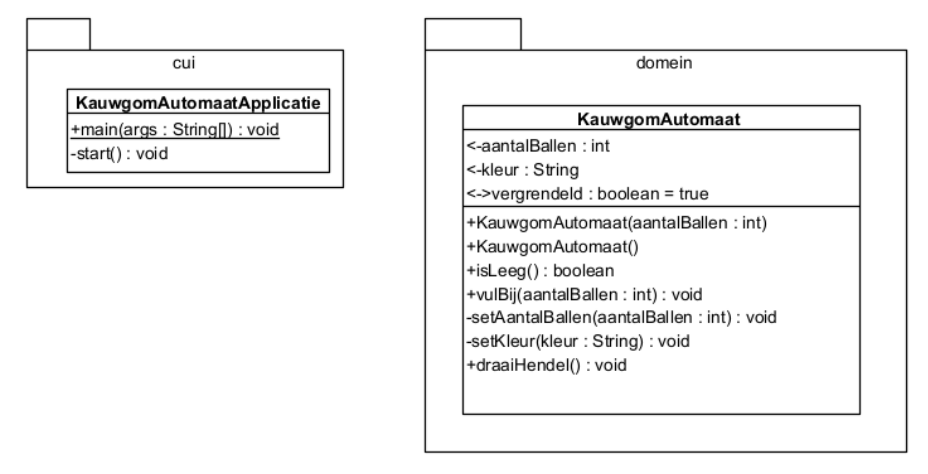 cui
KauwgomAutomaatApplicatie
+main(args : String[]) : void
-start() : void
domein
KauwgomAutomaat
<-aantalBallen : int
<-kleur : String
<->vergrendeld : boolean = true
+KauwgomAutomaat(aantalBallen : int)
+KauwgomAutomaat()
+isLeeg() : boolean
+vulBij(aantalBallen : int) : void
-setAantalBallen(aantalBallen : int) : void
-setKleur(kleur : String) : void
+draaiHendel() : void